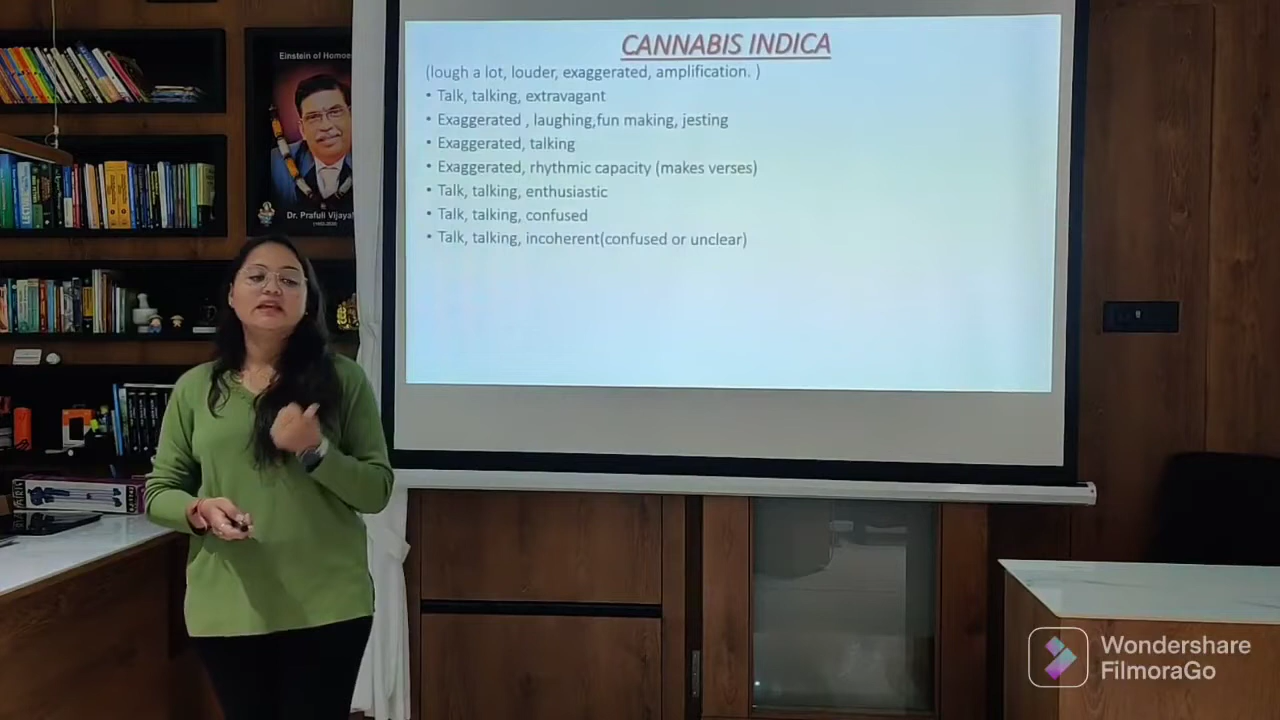 CANNABIS INDICA
(lough a lot, louder, exaggerated, amplification. )
• Talk, talking, extravagant
• Exaggerated , laughing,fun making, jesting
• Exaggerated, talking
• Exaggerated, rhythmic capacity (makes verses)
• Talk, talking, enthusiastic
• Talk, talking, confused
• Talk, talking, incoherent(confused or unclear)
Einstein of Homoe
Dr. Prafull Vijaya
Wondershare
FilmoraGo